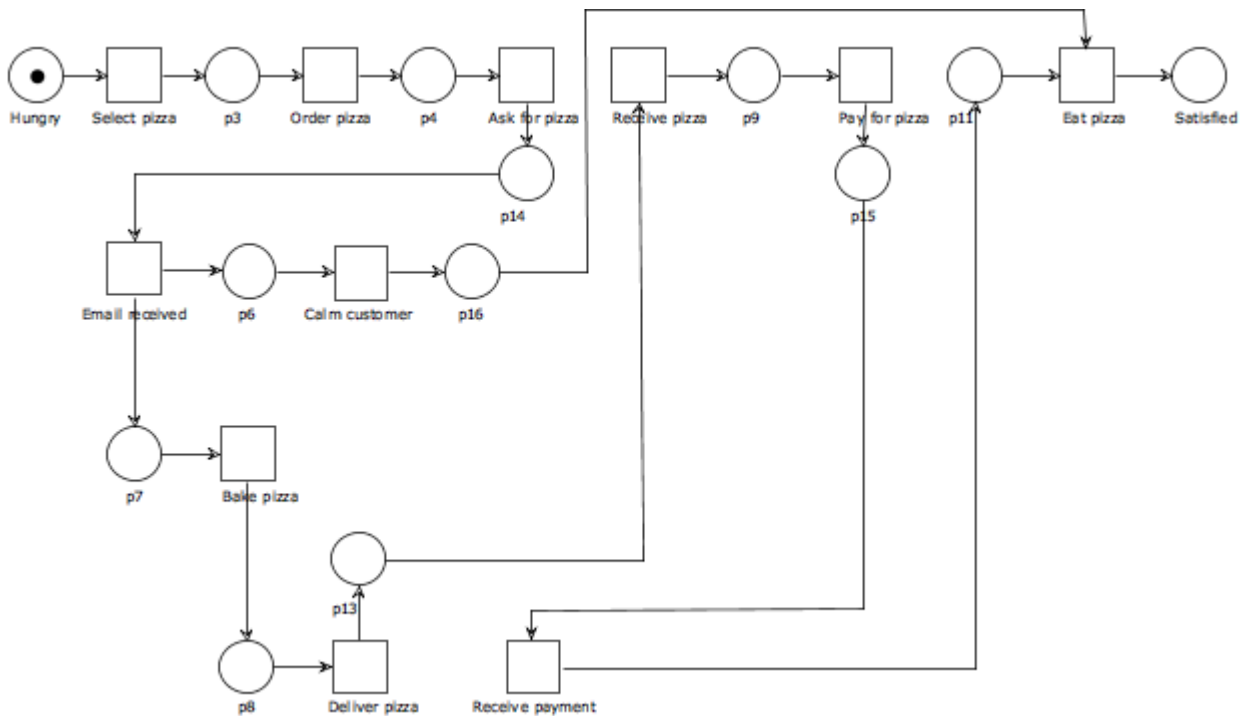 Hungry
Select pizza
p3
Order pizza
p4
Ask for pizza
Receive pizza
p9
Pay for pizza
p11
Eat pizza
Satisfied
p14
p15
Email received
p6
Calm customer
p16
p7
Bake pizza
p13
p8
Deliver pizza
Receive payment